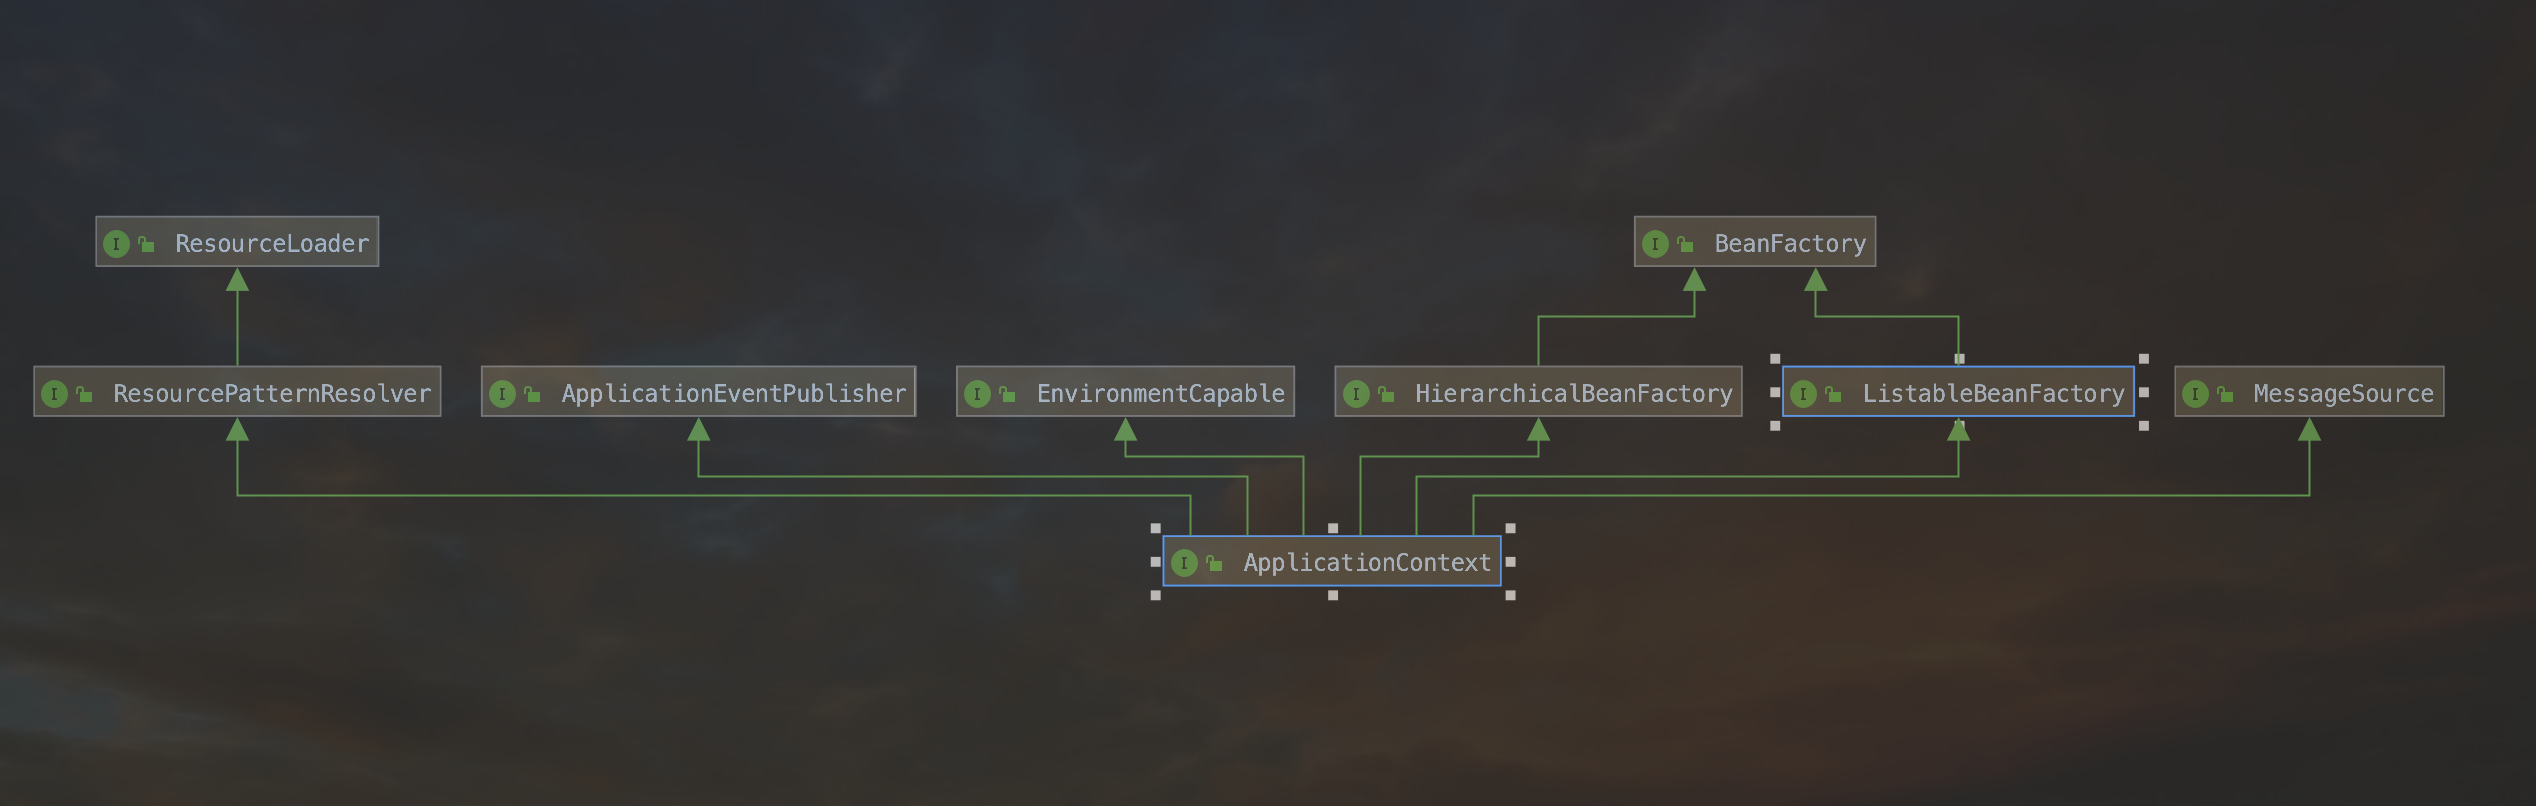 ResourceLoader
BeanFactory
ResourcePatternResolver
ApplicationEventPublisher
EnvironmentCapable
HierarchicalBeanFactory
ListableBeanFactory
MessageSource
ApplicationContext